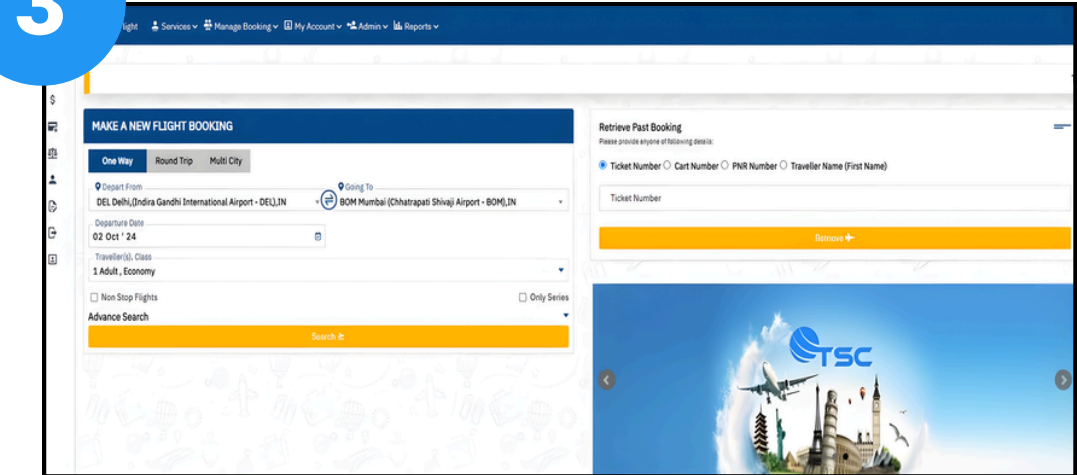 3
light Services Manage Booking My Account Admin Reports
$
MAKE A NEW FLIGHT BOOKING
One Way Round Trip Multi City
Depart From
DEL Delhi,(Indira Gandhi International Airport - DEL),IN
Going To
BOM Mumbai (Chhatrapati Shivaji Airport - BOM),IN
Departure Date
02 Oct ' 24
Traveller(s), Class
1 Adult , Economy
Non Stop Flights Only Series
Advance Search
Search
Retrieve Past Booking
Please provide anyone of following details:
Ticket Number Cart Number PNR Number Traveller Name (First Name)
Ticket Number
Retrieve
TSC